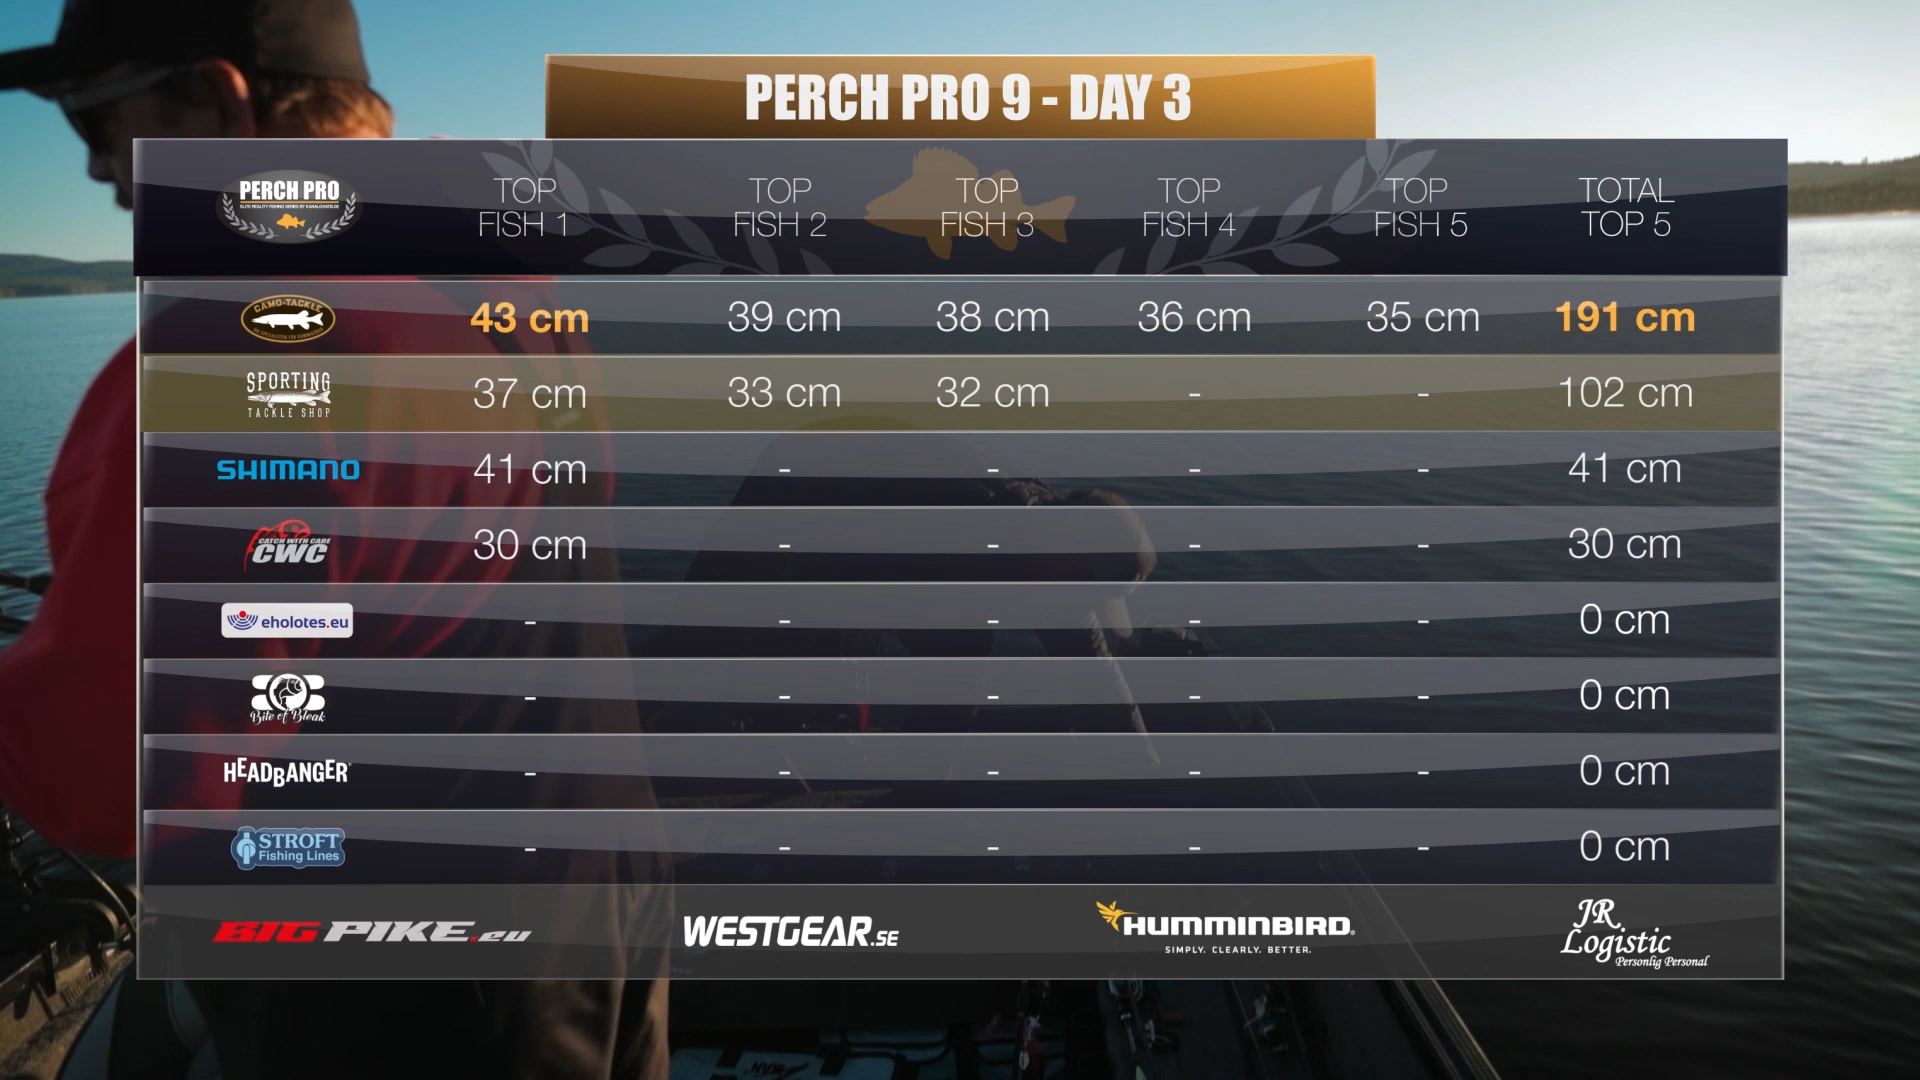 PERCH PRO 9 - DAY 3
PERCH PRO
TOP FISH 1
TOP FISH 2
TOP FISH 3
TOP FISH 4
TOP FISH 5
TOTAL TOP 5
CAMO-TACKLE
43 cm 39 cm 38 cm 36 cm 35 cm 191 cm
SPORTING
TACKLE SHOP
37 cm 33 cm 32 cm - - 102 cm
SHIMANO 41 cm - - - - 41 cm
CATCH WITH CARE
CWC
30 cm - - - - 30 cm
eholotes.eu - - - - - 0 cm
Bite of Bleak - - - - - 0 cm
HEADBANGER - - - - - 0 cm
STROFT
Fishing Lines
- - - - - 0 cm
BIG PIKE.eu
WESTGEAR.SE
HUMMINBIRD
SIMPLY. CLEARLY. BETTER.
JR
Logistic
Personlig Personal